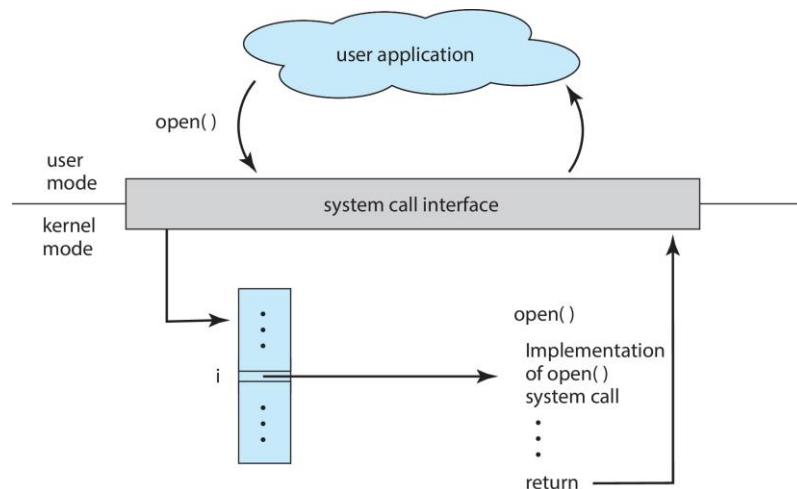 user application
open( )
user
mode
system call interface
kernel
mode
open( )
i
Implementation
of open( )
system call
return